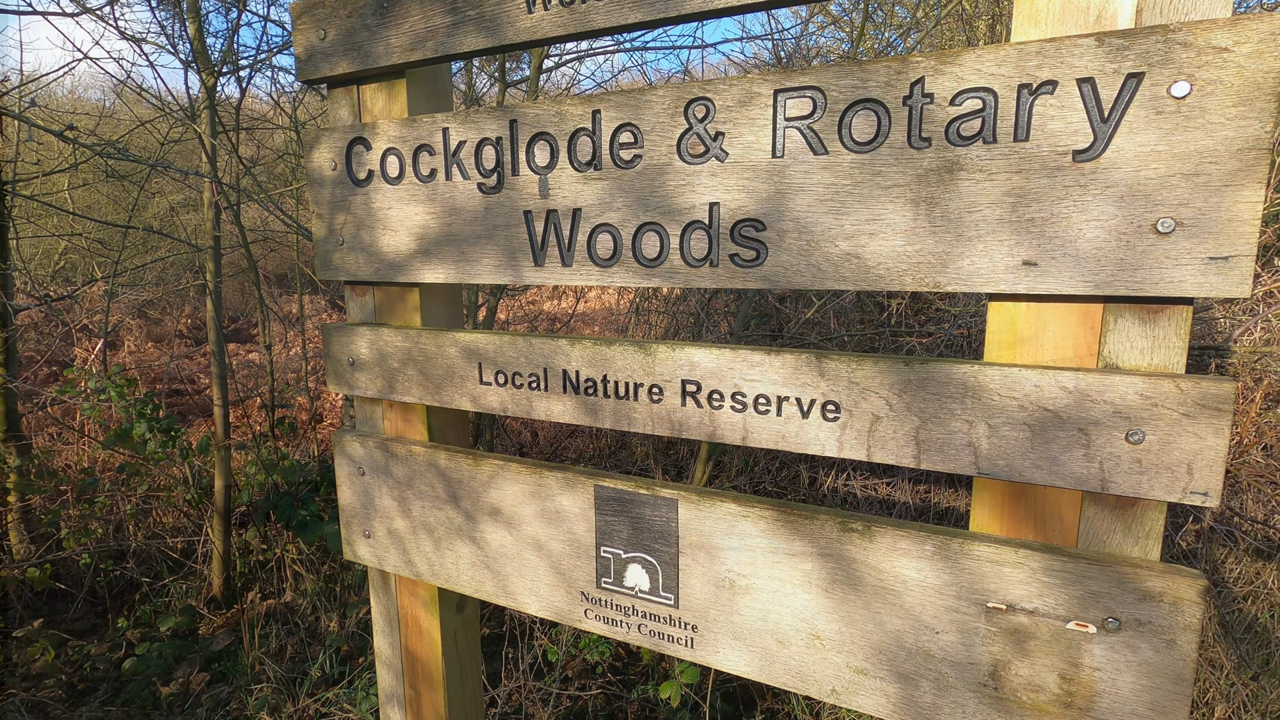 Cockglode & Rotary
Woods
Local Nature Reserve
n
Nottinghamshire
County Council